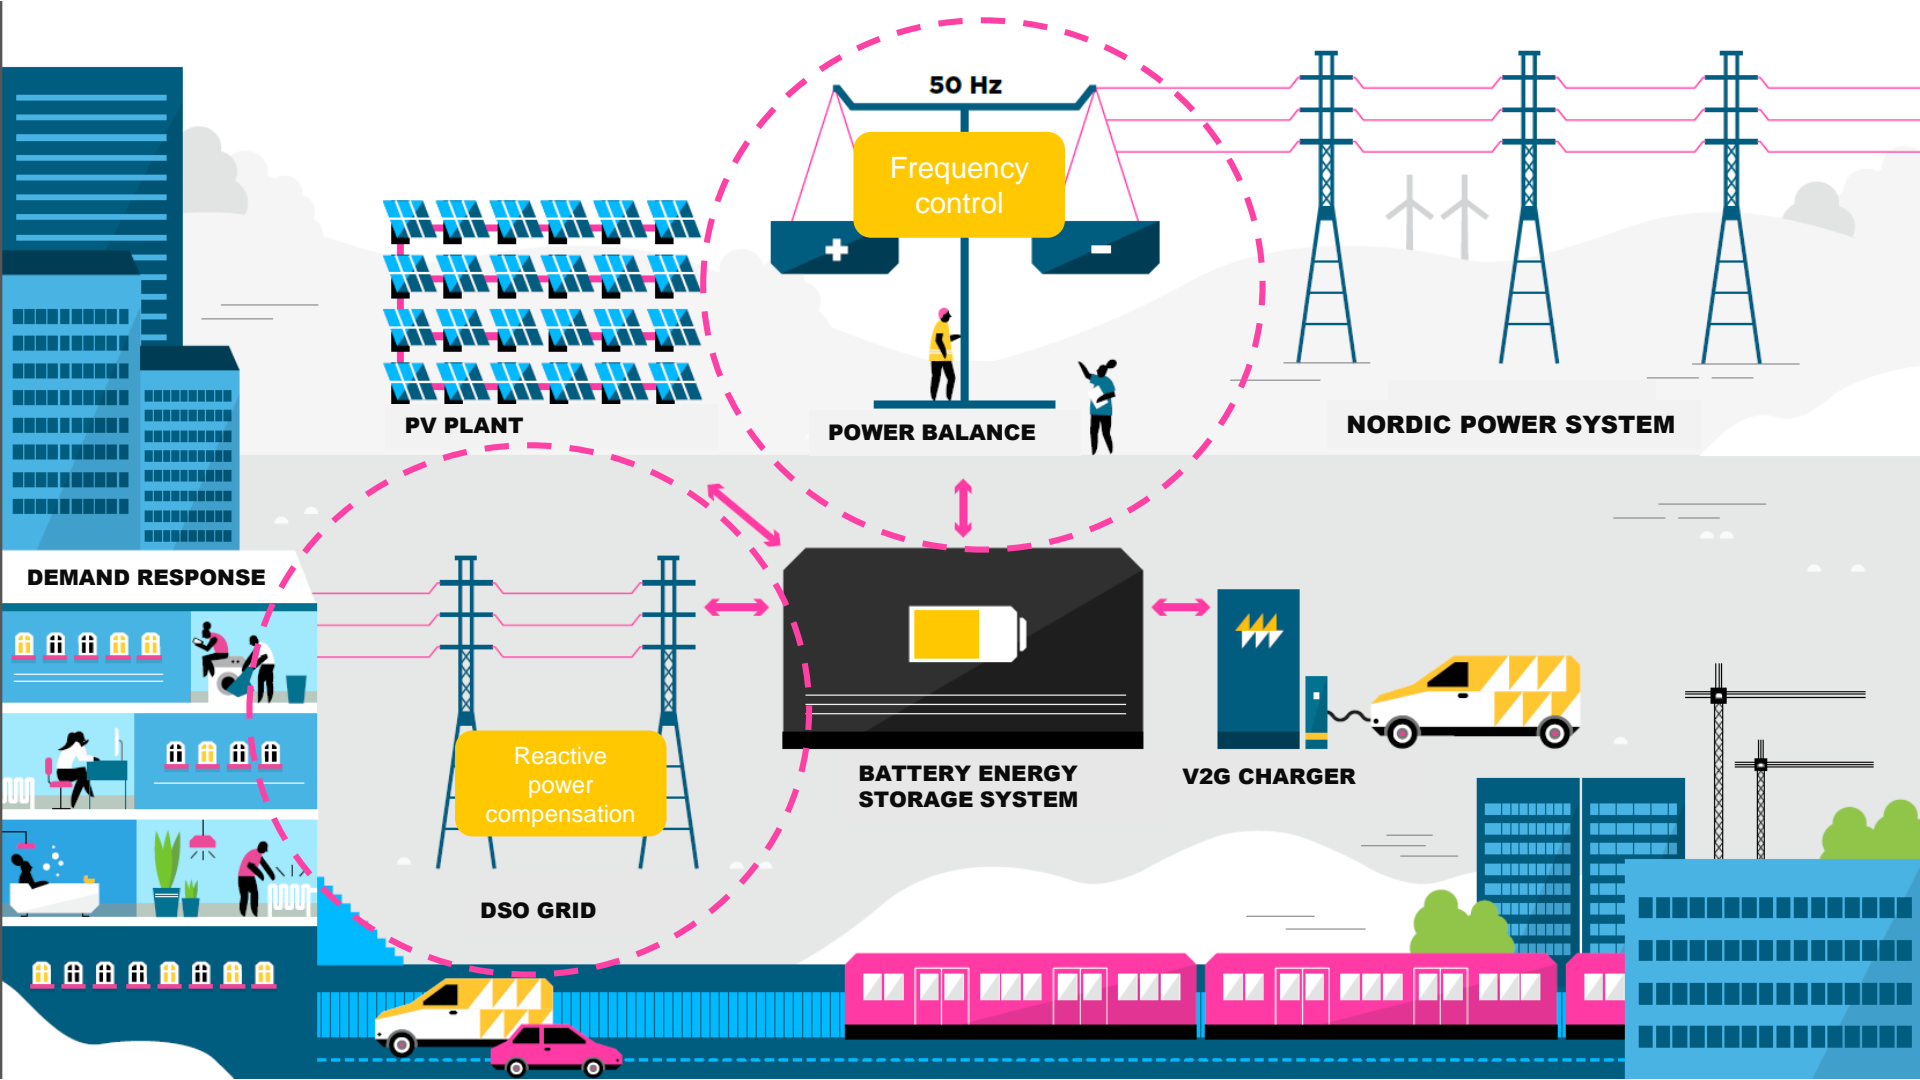 50 Hz
Frequency
control
PV PLANT
POWER BALANCE
NORDIC POWER SYSTEM
DEMAND RESPONSE
Reactive
power
compensation
BATTERY ENERGY
STORAGE SYSTEM
V2G CHARGER
DSO GRID